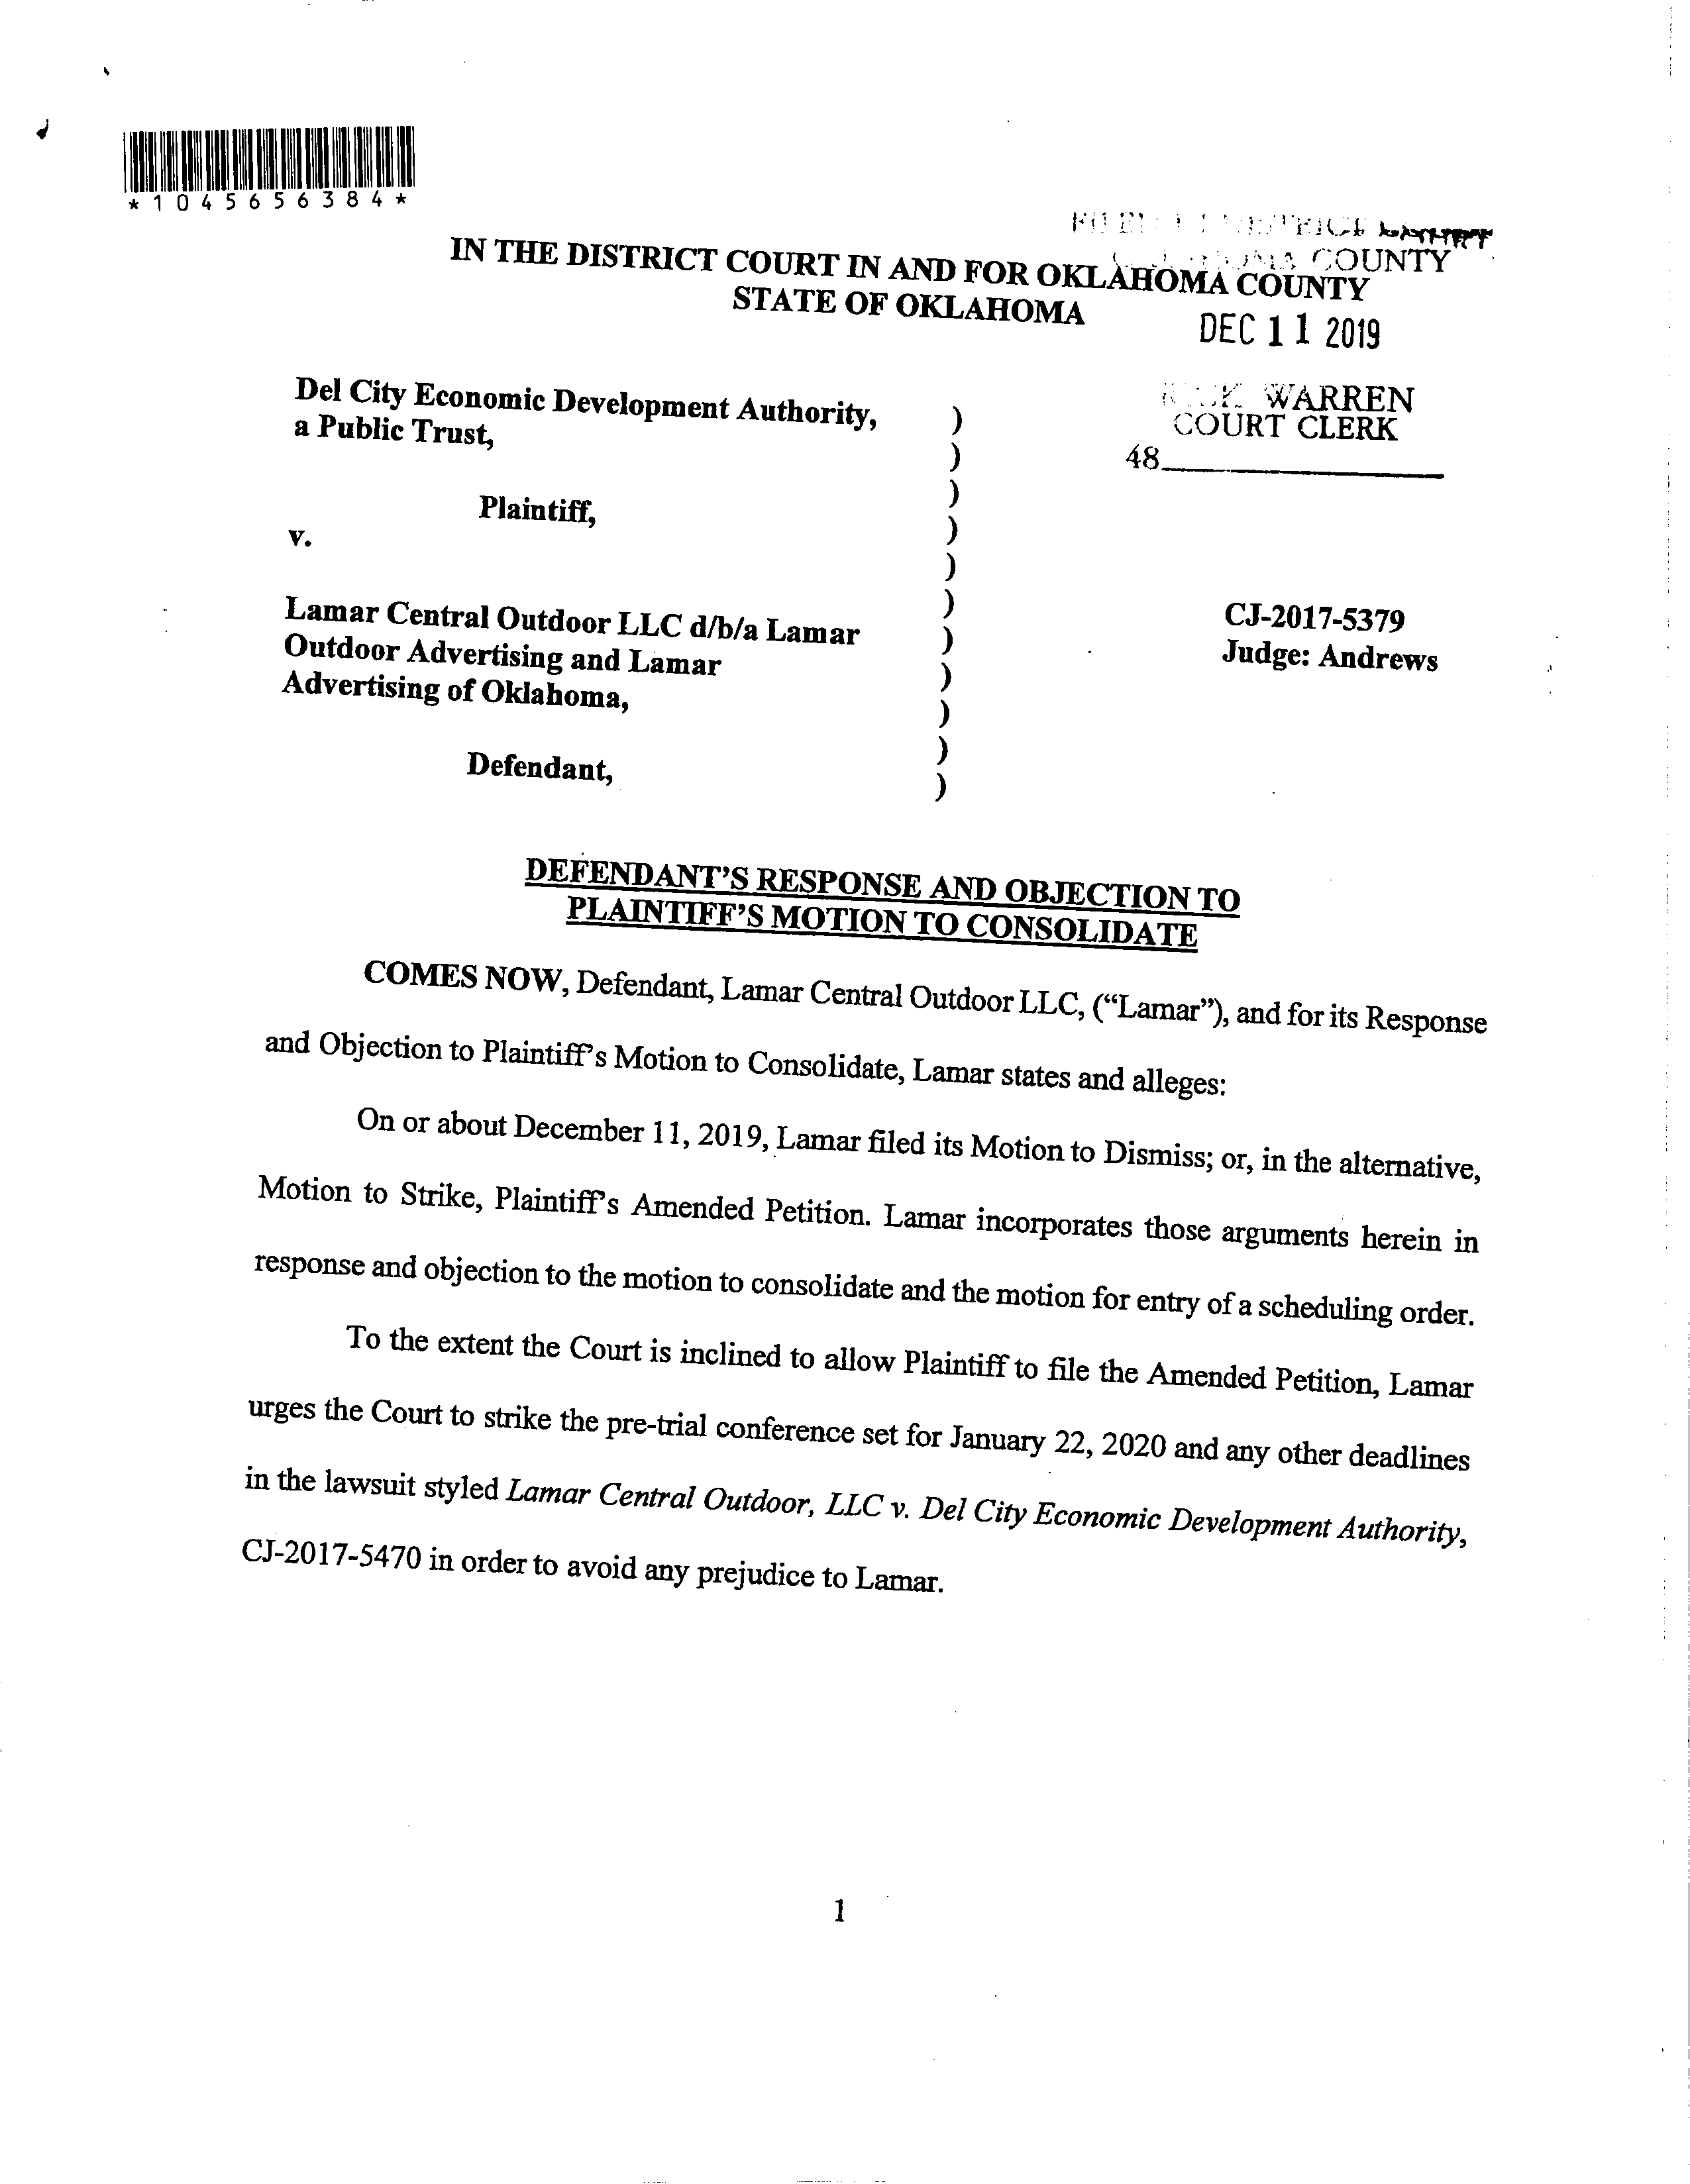 *1045656384*
COUNTY
IN THE DISTRICT COURT IN AND FOR OKLAHOMA COUNTY
STATE OF OKLAHOMA
DEC 11 2019
WARREN
COURT CLERK
48
Del City Economic Development Authority,
a Public Trust,
Plaintiff,
v.
Lamar Central Outdoor LLC d/b/a Lamar
Outdoor Advertising and Lamar
Advertising of Oklahoma,
Defendant,
)
)
)
)
)
)
)
)
)
)
)
CJ-2017-5379
Judge: Andrews
DEFENDANT'S RESPONSE AND OBJECTION TO
PLAINTIFF'S MOTION TO CONSOLIDATE
COMES NOW, Defendant, Lamar Central Outdoor LLC, (“Lamar”), and for its Response
and Objection to Plaintiff's Motion to Consolidate, Lamar states and alleges:
On or about December 11, 2019, Lamar filed its Motion to Dismiss; or, in the alternative,
Motion to Strike, Plaintiff's Amended Petition. Lamar incorporates those arguments herein in
response and objection to the motion to consolidate and the motion for entry of a scheduling order.
To the extent the Court is inclined to allow Plaintiff to file the Amended Petition, Lamar
urges the Court to strike the pre-trial conference set for January 22, 2020 and any other deadlines
in the lawsuit styled Lamar Central Outdoor, LLC v. Del City Economic Development Authority,
CJ-2017-5470 in order to avoid any prejudice to Lamar.
1